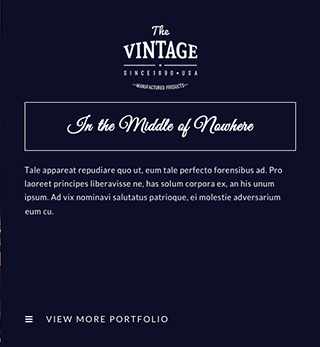 The
VINTAGE
SINCE1890•USA
MANUFACTURED PRODUCTS
In the Middle of Nowhere
Tale appareat repudiare quo ut, eum tale perfecto forensibus ad. Pro
laoreet principes liberavisse ne, has solum corpora ex, an his unum
ipsum. Ad vix nominavi salutatus patrioque, ei molestie adversarium
eum cu.
VIEW MORE PORTFOLIO